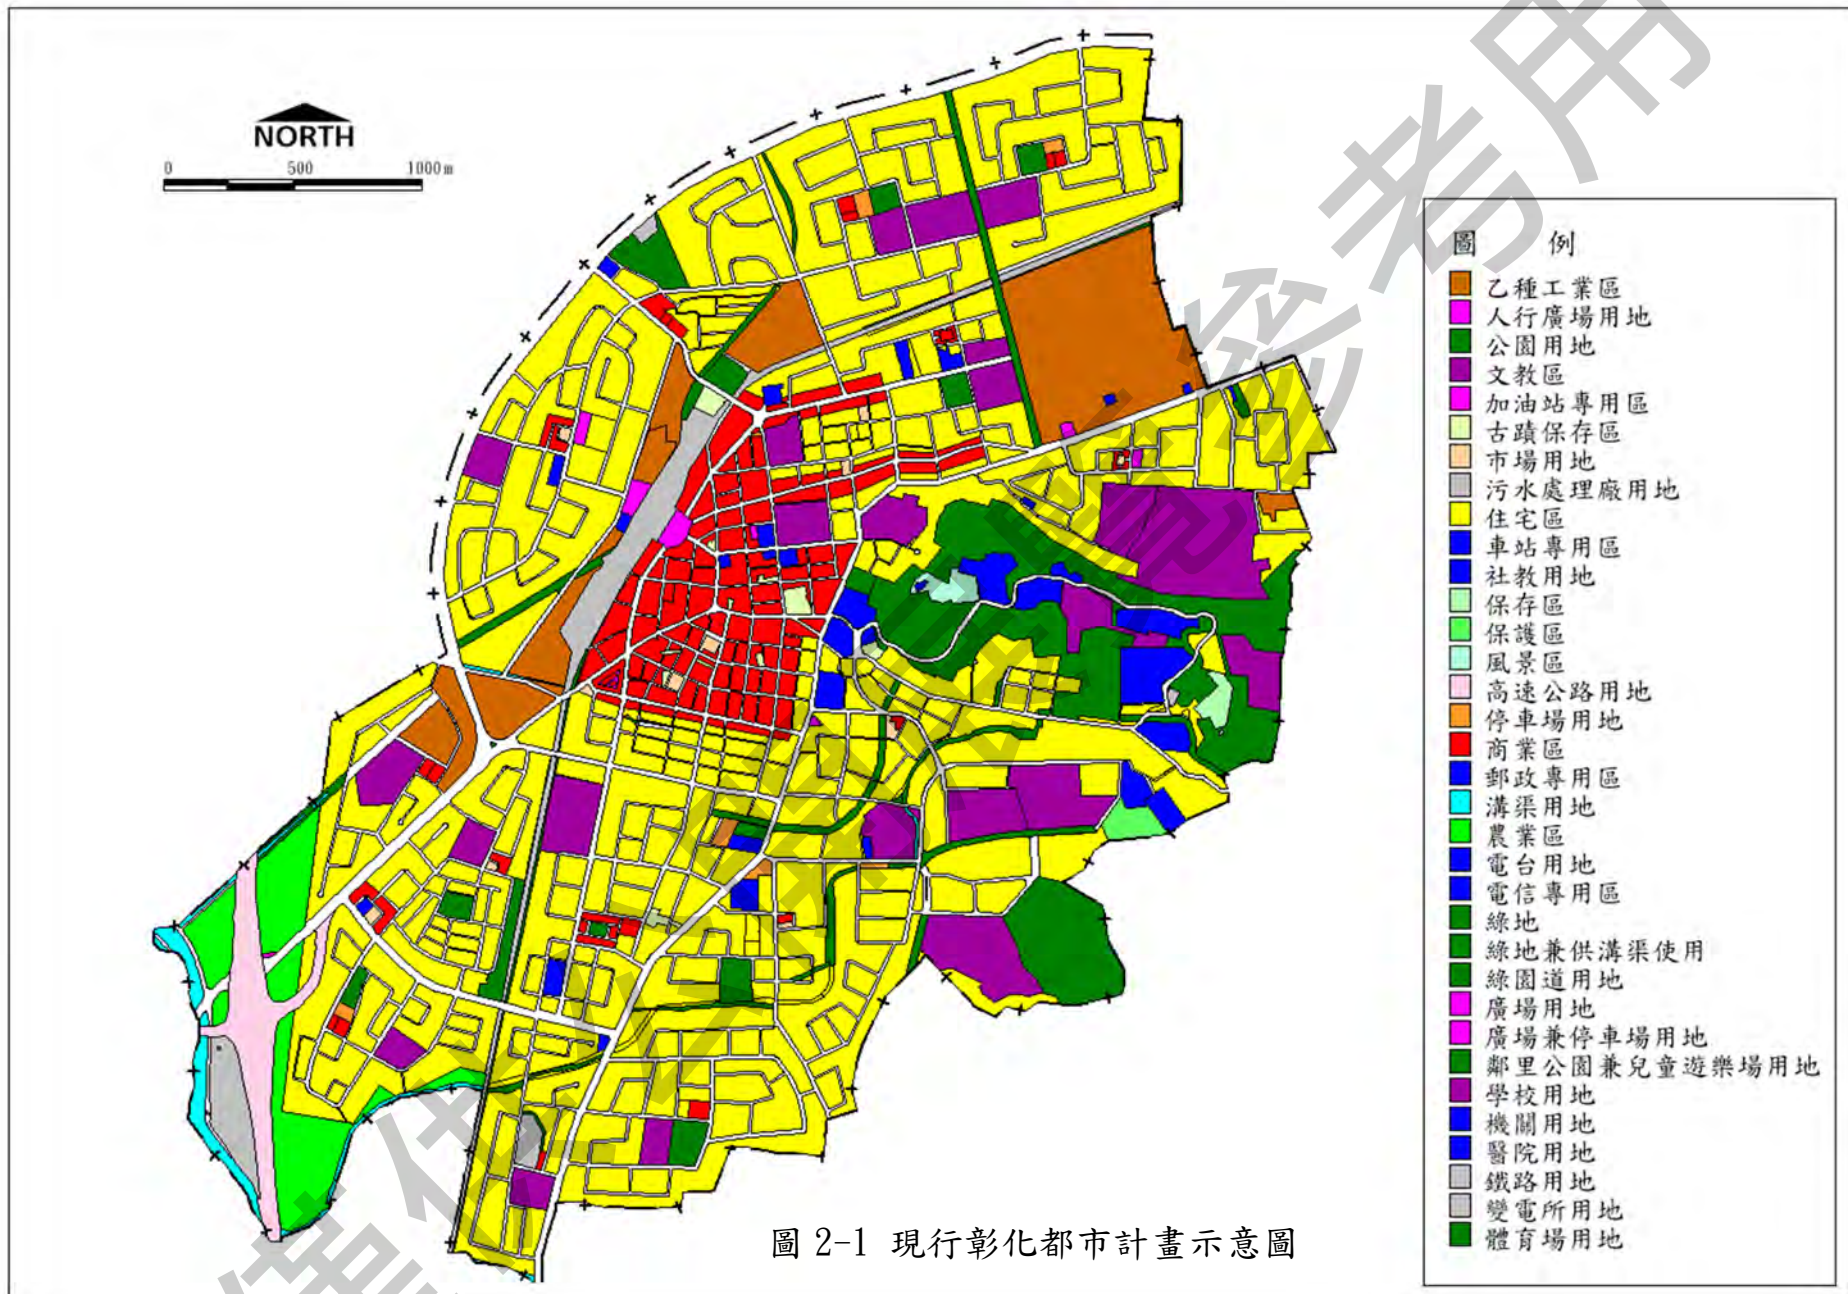 NORTH
0 500 1000m
圖 例
乙種工業區
人行廣場用地
公園用地
文教區
加油站專用區
古蹟保存區
市場用地
污水處理廠用地
住宅區
車站專用區
社教用地
保存區
保護區
風景區
高速公路用地
停車場用地
商業區
郵政專用區
溝渠用地
農業區
電台用地
電信專用區
綠地
綠地兼供溝渠使用
綠園道用地
廣場用地
廣場兼停車場用地
鄰里公園兼兒童遊樂場用地
學校用地
機關用地
醫院用地
鐵路用地
變電所用地
體育場用地
圖 2-1 現行彰化都市計畫示意圖